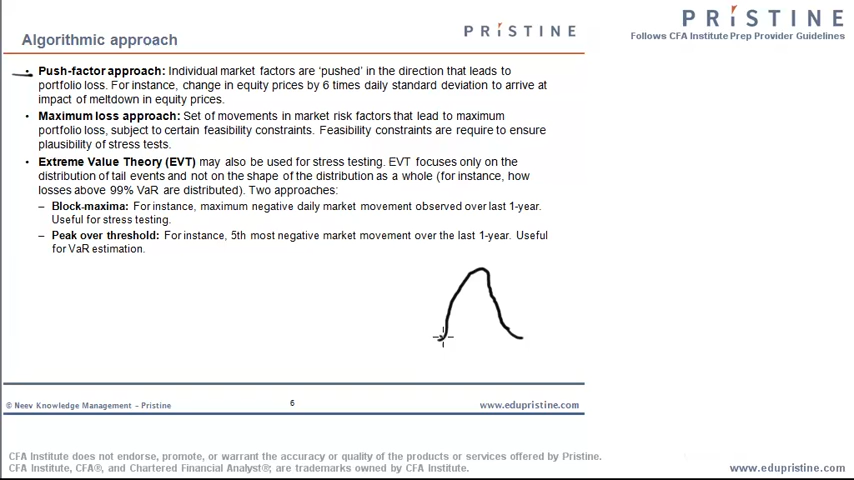 PRISTINE
Follows CFA Institute Prep Provider Guidelines
Algorithmic approach
PRISTINE
• Push-factor approach: Individual market factors are ‘pushed’ in the direction that leads to
portfolio loss. For instance, change in equity prices by 6 times daily standard deviation to arrive at
impact of meltdown in equity prices.
• Maximum loss approach: Set of movements in market risk factors that lead to maximum
portfolio loss, subject to certain feasibility constraints. Feasibility constraints are require to ensure
plausibility of stress tests.
• Extreme Value Theory (EVT) may also be used for stress testing. EVT focuses only on the
distribution of tail events and not on the shape of the distribution as a whole (for instance, how
losses above 99% VaR are distributed). Two approaches:
– Block-maxima: For instance, maximum negative daily market movement observed over last 1-year.
Useful for stress testing.
– Peak over threshold: For instance, 5th most negative market movement over the last 1-year. Useful
for VaR estimation.
© Neev Knowledge Management – Pristine
6
www.edupristine.com
CFA Institute does not endorse, promote, or warrant the accuracy or quality of the products or services offered by Pristine.
CFA Institute, CFA®, and Chartered Financial Analyst®; are trademarks owned by CFA Institute.
www.edupristine.com